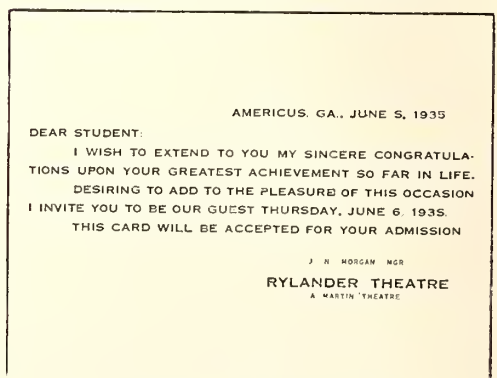 AMERICUS, GA., JUNE 5, 1935
DEAR STUDENT:
I WISH TO EXTEND TO YOU MY SINCERE CONGRATULA-
TIONS UPON YOUR GREATEST ACHIEVEMENT SO FAR IN LIFE.
DESIRING TO ADD TO THE PLEASURE OF THIS OCCASION
I INVITE YOU TO BE OUR GUEST THURSDAY, JUNE 6, 1935.
THIS CARD WILL BE ACCEPTED FOR YOUR ADMISSION
J N MORGAN MGR
RYLANDER THEATRE
A MARTIN THEATRE